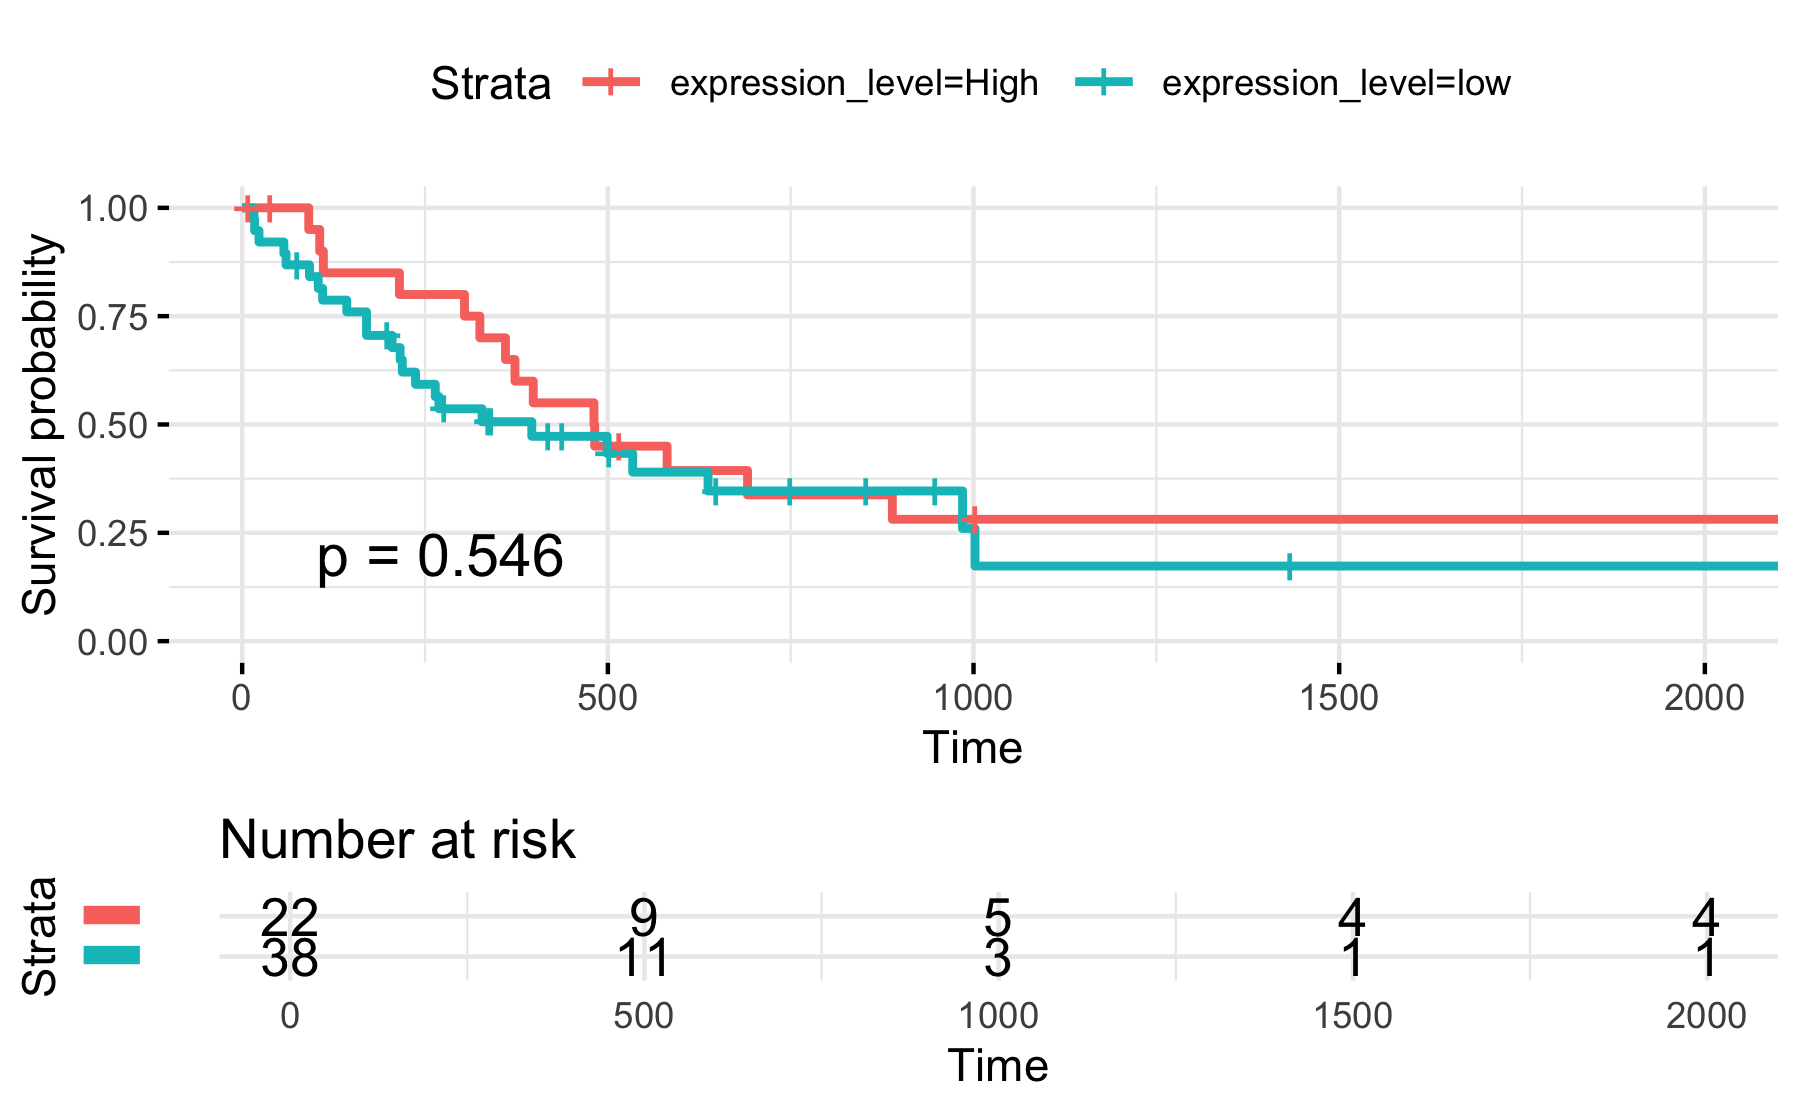 Strata expression_level=High expression_level=low
Survival probability
1.00
0.75
0.50
0.25
0.00
p = 0.546
0 500 1000 1500 2000
Time
Number at risk
Strata
22 9 5 4 4
38 11 3 1 1
0 500 1000 1500 2000
Time